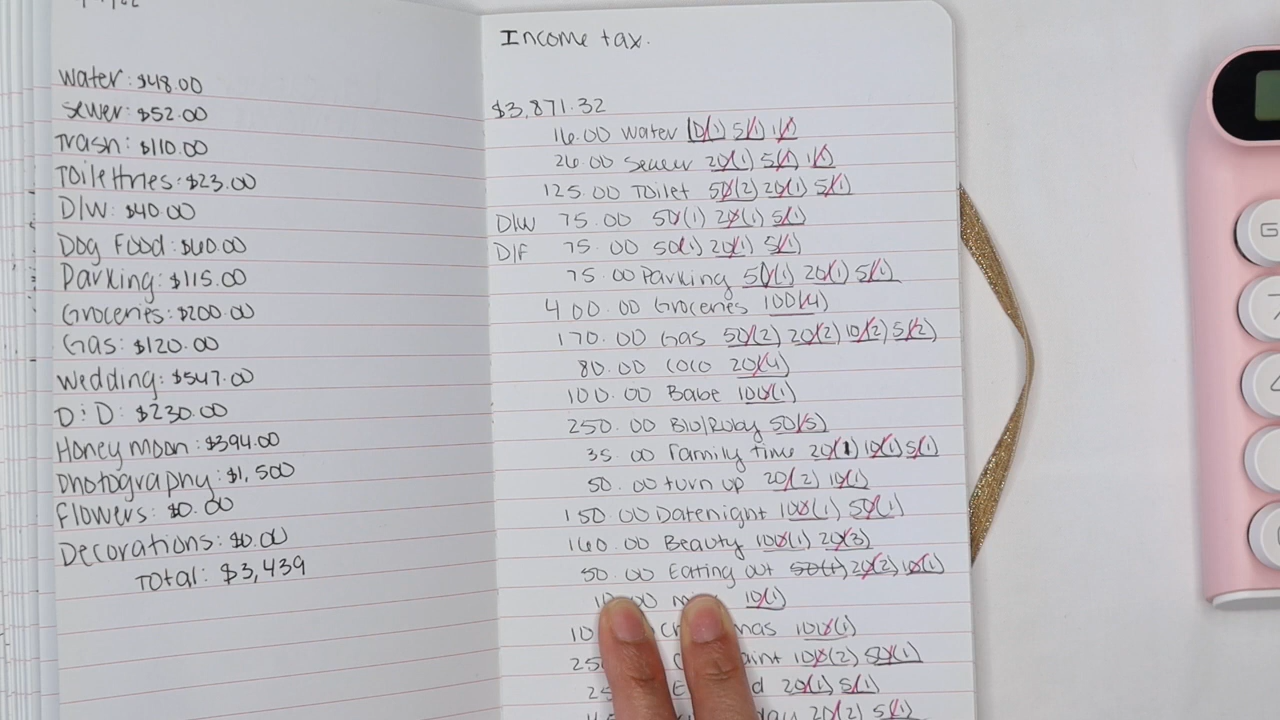 water: $48.00
sewer: $52.00
Trash: $110.00
Toilettries: $23.00
D/W: $40.00
Dog Food: $40.00
Parking: $115.00
Groceries: $200.00
Gas: $120.00
Wedding: $547.00
D:D: $230.00
Honey moon: $394.00
Photography: $1,500
Flowers: $0.00
Decorations: $0.00
Total: $3,439
Income tax.
$3,871.32
16.00 Water 10(1) 5(1) 1(1)
26.00 Sewer 20(1) 5(1) 1(1)
125.00 Toilet 50(2) 20(1) 5(1)
D/W 75.00 50(1) 20(1) 5(1)
D/F 75.00 50(1) 20(1) 5(1)
75.00 Parking 50(1) 20(1) 5(1)
400.00 Groceries 100(4)
170.00 Gas 50(2) 20(2) 10(2) 5(2)
80.00 COCO 20(4)
100.00 Babe 100(1)
250.00 Blu/Ruby 50(5)
35.00 Family time 20(1) 10(1) 5(1)
50.00 turn up 20(2) 10(1)
150.00 Datenight 100(1) 50(1)
160.00 Beauty 100(1) 20(3)
50.00 Eating out 50(1) 20(2) 10(1)
10(1)
100(1)
100(2) 50(1)
20(1) 5(1)
20(2) 5(1)